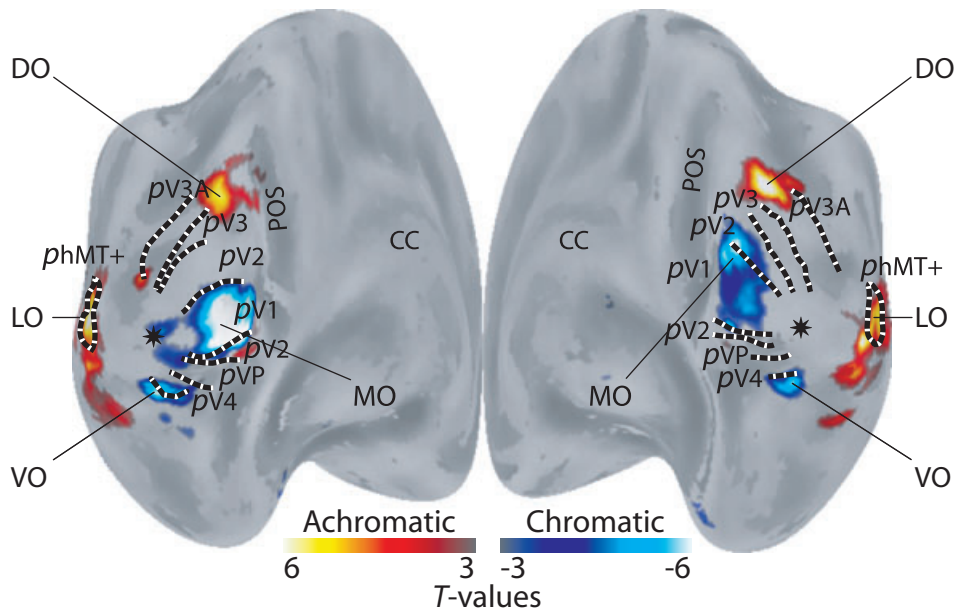 DO
DO
POS
POS
pV3A
pV3
pV3
pV3A
pV2
CC
CC
phMT+
pV2
pV1
phMT+
LO
pV1
LO
pV2
pV2
pVP
pVP
pV4
pV4
MO
MO
VO
VO
Achromatic
Chromatic
6
3
-3
-6
T-values